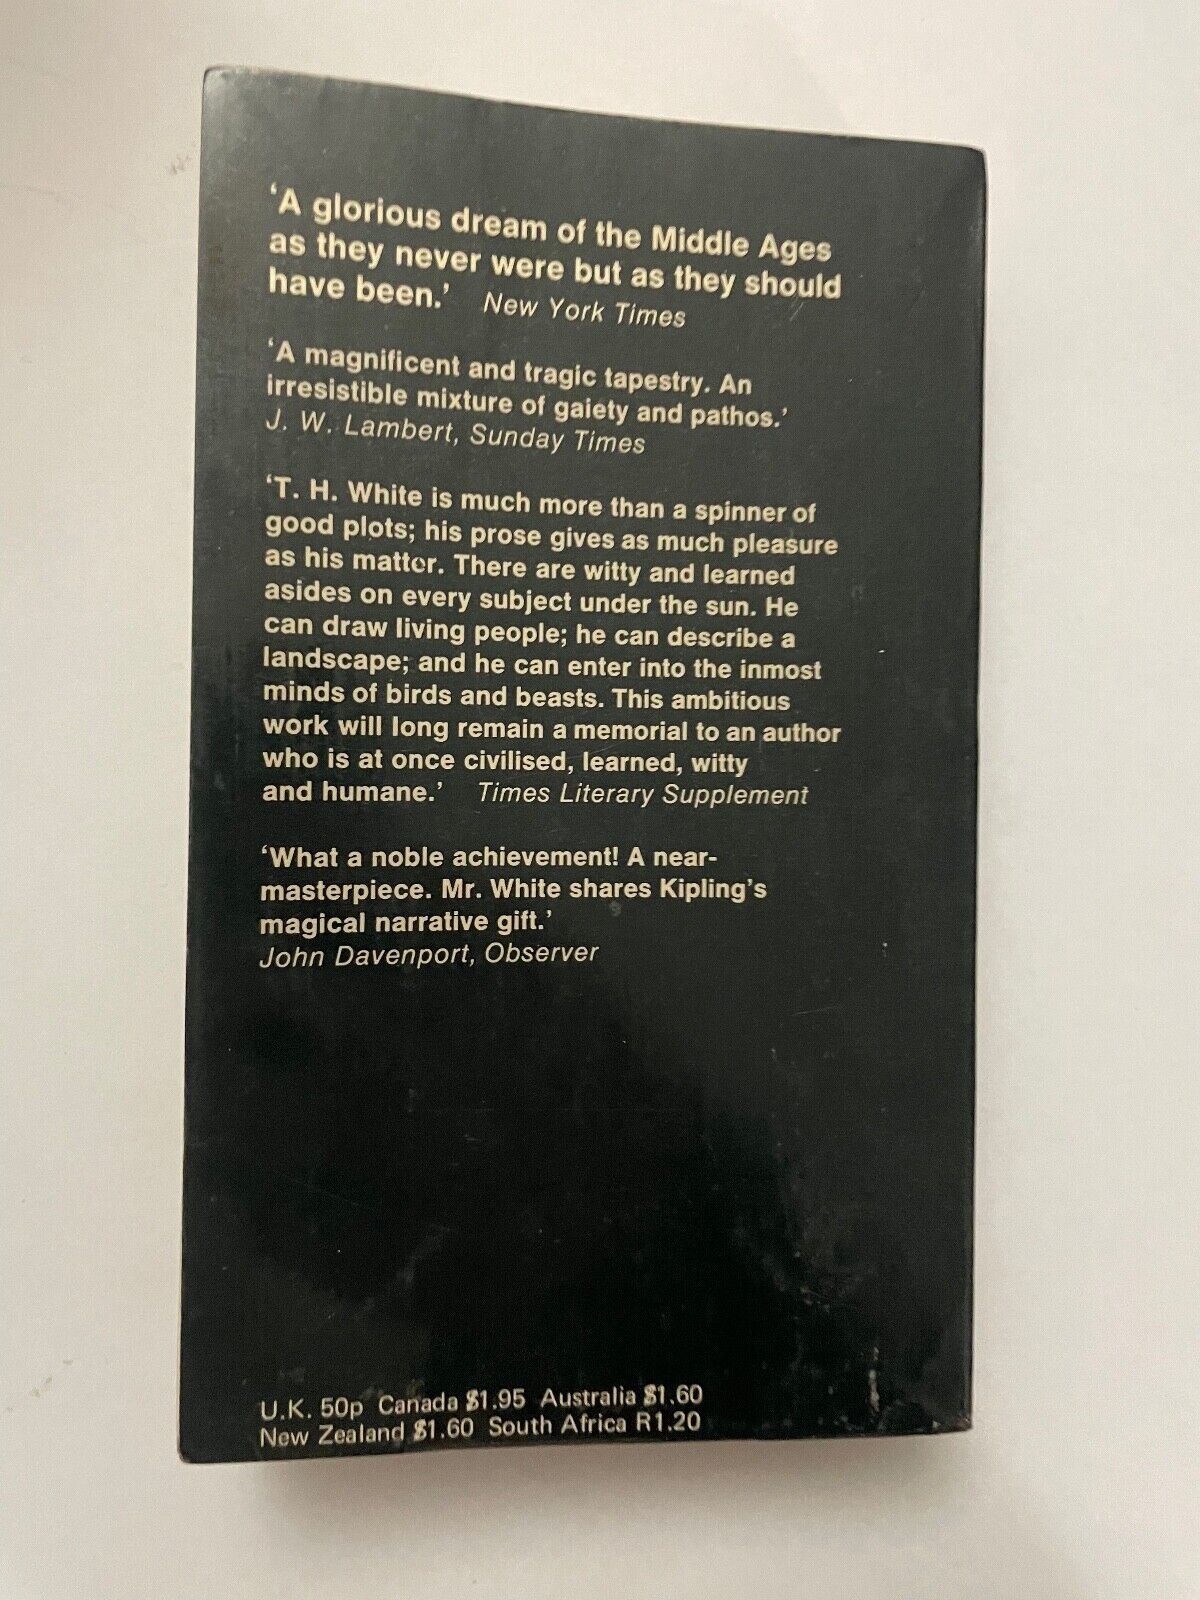 ‘A glorious dream of the Middle Ages
as they never were but as they should
have been.’ New York Times
‘A magnificent and tragic tapestry. An
irresistible mixture of gaiety and pathos.’
J. W. Lambert, Sunday Times
‘T. H. White is much more than a spinner of
good plots; his prose gives as much pleasure
as his matter. There are witty and learned
asides on every subject under the sun. He
can draw living people; he can describe a
landscape; and he can enter into the inmost
minds of birds and beasts. This ambitious
work will long remain a memorial to an author
who is at once civilised, learned, witty
and humane.’ Times Literary Supplement
‘What a noble achievement! A near-
masterpiece. Mr. White shares Kipling’s
magical narrative gift.’
John Davenport, Observer
U.K. 50p Canada $1.95 Australia $1.60
New Zealand $1.60 South Africa R1.20